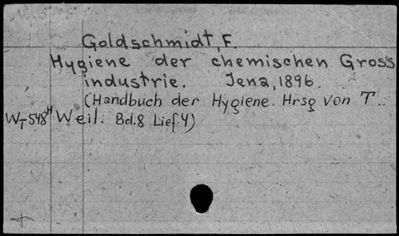 Goldschmidt, F.
Hygiene der chemischen Gross
industrie. Jena, 1896.
(Handbuch der Hygiene. Hrsg von T..
W-548 H Weil. Bd.8 Lief.4)